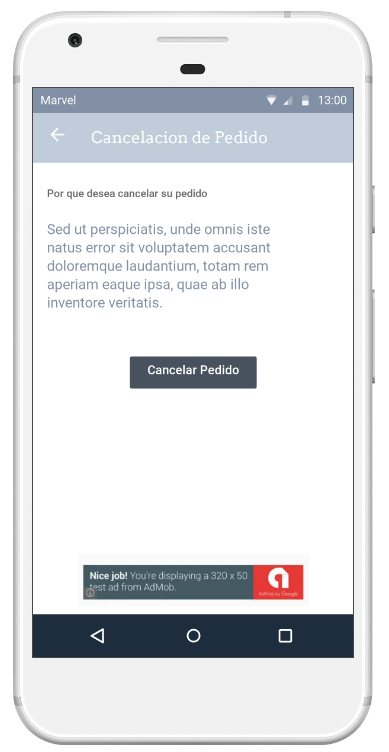 Marvel 13:00
Cancelacion de Pedido
Por que desea cancelar su pedido
Sed ut perspiciatis, unde omnis iste
natus error sit voluptatem accusant
doloremque laudantium, totam rem
aperiam eaque ipsa, quae ab illo
inventore veritatis.
Cancelar Pedido
Nice job! You're displaying a 320 x 50
test ad from AdMob.
AdMob by Google